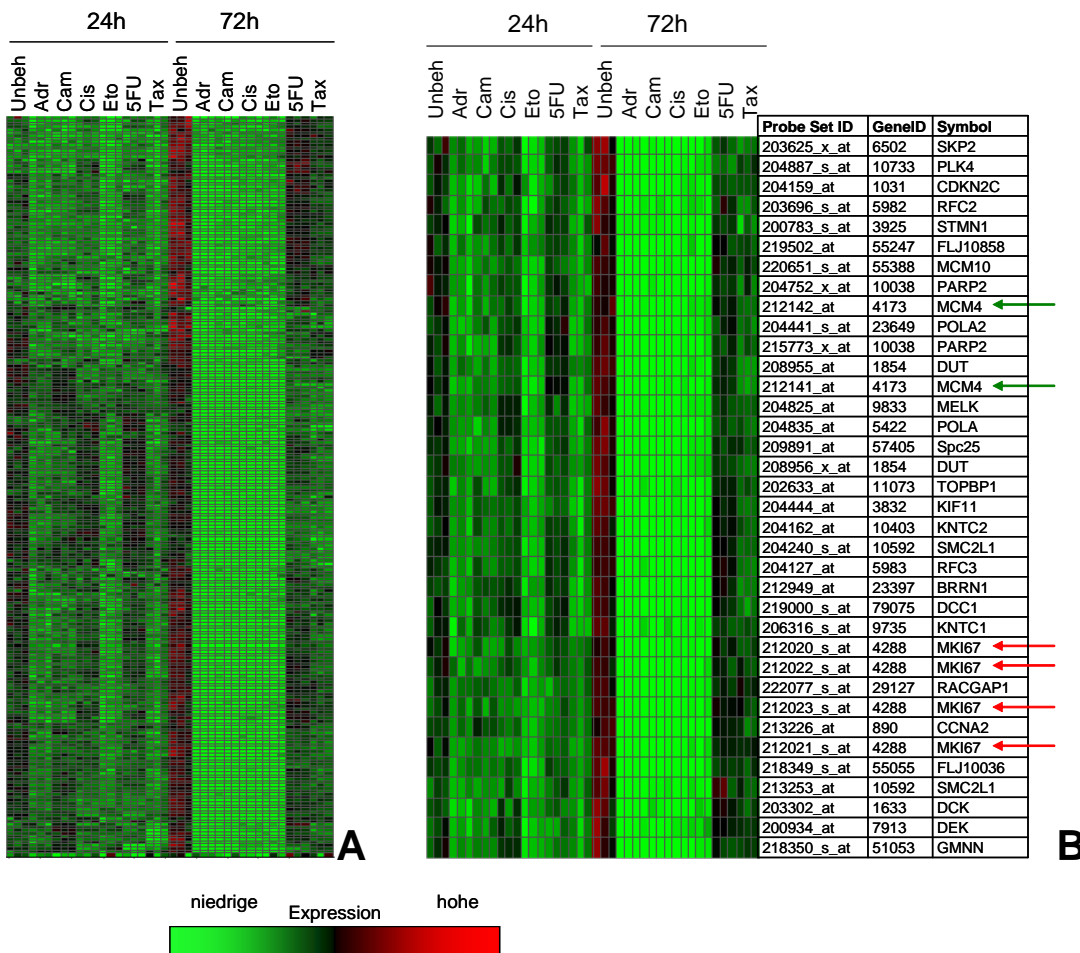 24h 72h
Unbeh Adr Cam Cis Eto 5FU Tax Unbeh Adr Cam Cis Eto 5FU Tax
A
24h 72h
Unbeh Adr Cam Cis Eto 5FU Tax Unbeh Adr Cam Cis Eto 5FU Tax
Probe Set ID GeneID Symbol
203625_x_at 6502 SKP2
204887_s_at 10733 PLK4
204159_at 1031 CDKN2C
203696_s_at 5982 RFC2
200783_s_at 3925 STMN1
219502_at 55247 FLJ10858
220651_s_at 55388 MCM10
204752_x_at 10038 PARP2
212142_at 4173 MCM4
204441_s_at 23649 POLA2
215773_x_at 10038 PARP2
208955_at 1854 DUT
212141_at 4173 MCM4
204825_at 9833 MELK
204835_at 5422 POLA
209891_at 57405 Spc25
208956_x_at 1854 DUT
202633_at 11073 TOPBP1
204444_at 3832 KIF11
204162_at 10403 KNTC2
204240_s_at 10592 SMC2L1
204127_at 5983 RFC3
212949_at 23397 BRRN1
219000_s_at 79075 DCC1
206316_s_at 9735 KNTC1
212020_s_at 4288 MKI67
212022_s_at 4288 MKI67
222077_s_at 29127 RACGAP1
212023_s_at 4288 MKI67
213226_at 890 CCNA2
212021_s_at 4288 MKI67
218349_s_at 55055 FLJ10036
213253_at 10592 SMC2L1
203302_at 1633 DCK
200934_at 7913 DEK
218350_s_at 51053 GMNN
B
niedrige Expression hohe